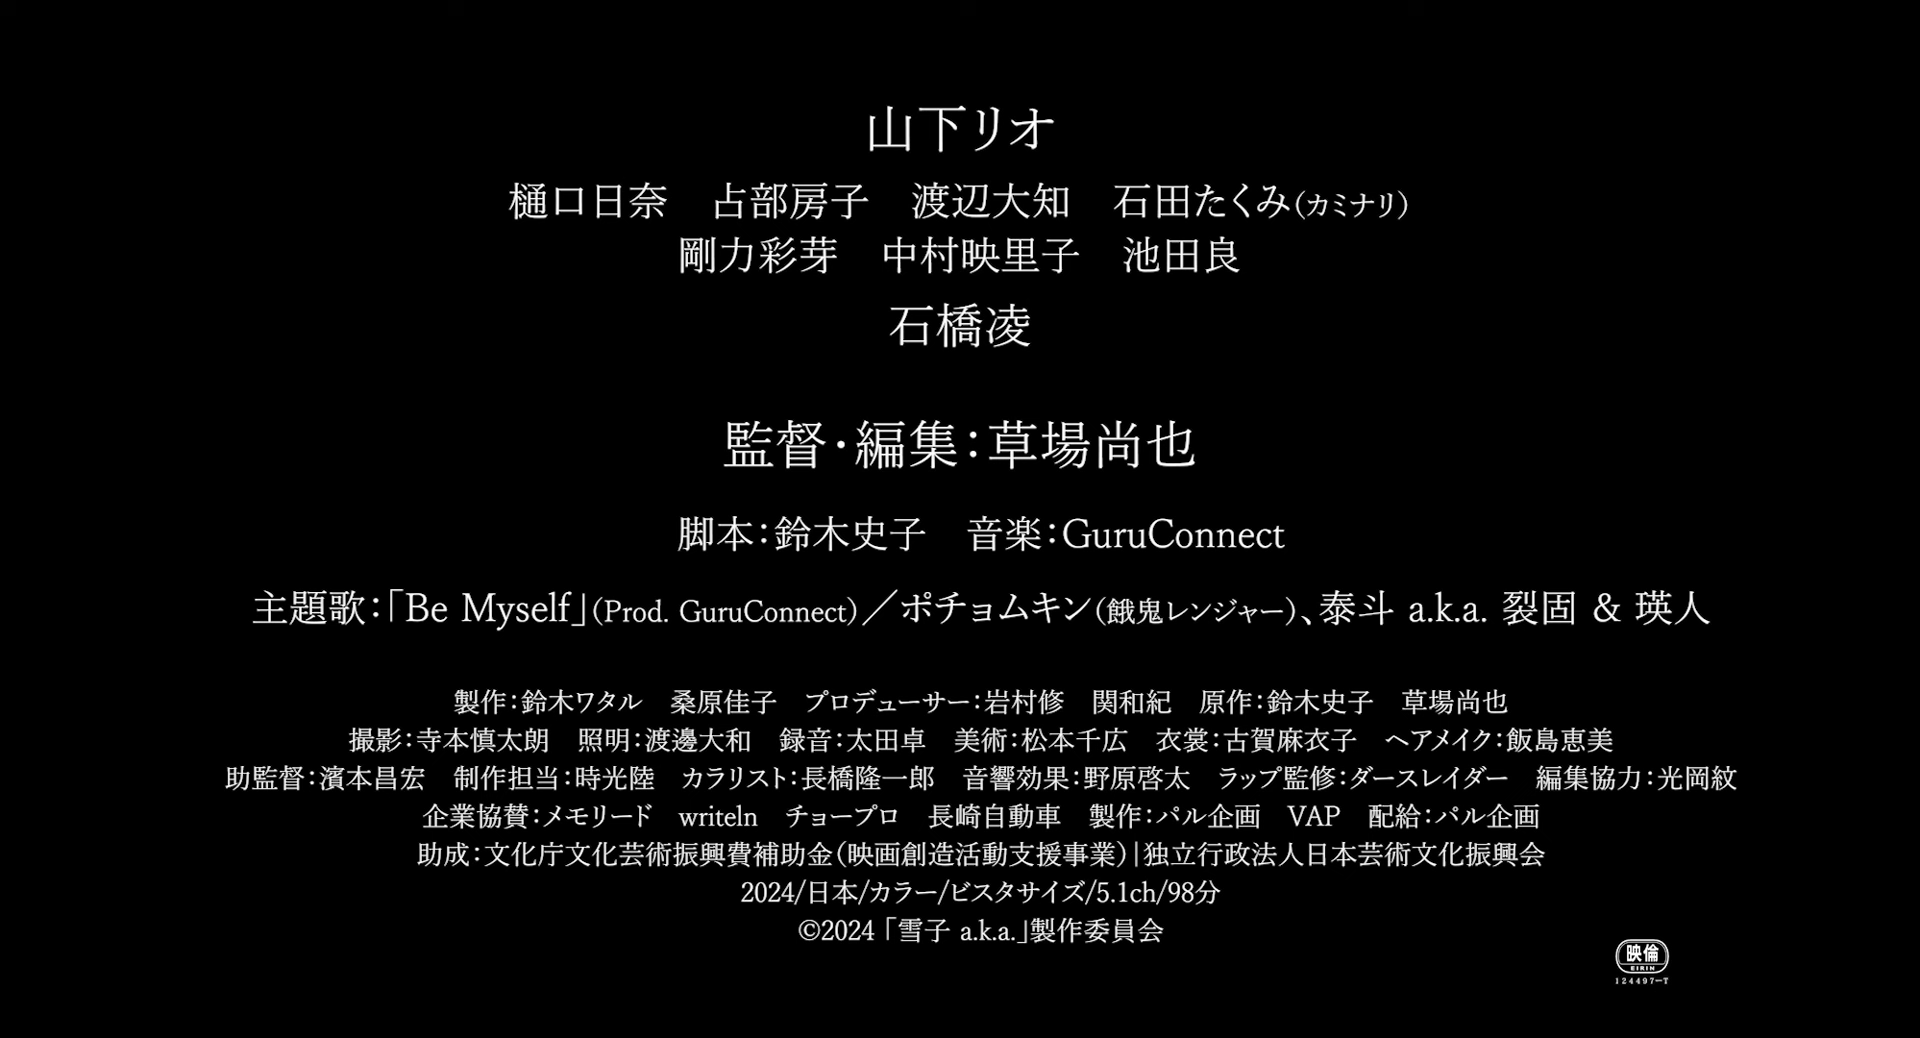 山下リオ
樋口日奈　占部房子　渡辺大知　石田たくみ（カミナリ）
剛力彩芽　中村映里子　池田良
石橋凌
監督・編集：草場尚也
脚本：鈴木史子　音楽：GuruConnect
主題歌：「Be Myself」（Prod. GuruConnect）／ポチョムキン（餓鬼レンジャー）、泰斗 a.k.a. 裂固 & 瑛人
製作：鈴木ワタル　桑原佳子　プロデューサー：岩村修　関和紀　原作：鈴木史子　草場尚也
撮影：寺本慎太朗　照明：渡邊大和　録音：太田卓　美術：松本千広　衣裳：古賀麻衣子　ヘアメイク：飯島恵美
助監督：濱本昌宏　制作担当：時光陸　カラリスト：長橋隆一郎　音響効果：野原啓太　ラップ監修：ダースレイダー　編集協力：光岡紋
企業協賛：メモリード　writeln　チョープロ　長崎自動車　製作：パル企画　VAP　配給：パル企画
助成：文化庁文化芸術振興費補助金（映画創造活動支援事業）|独立行政法人日本芸術文化振興会
2024/日本/カラー/ビスタサイズ/5.1ch/98分
©2024「雪子 a.k.a.」製作委員会
映倫
EIRIN
124497-T